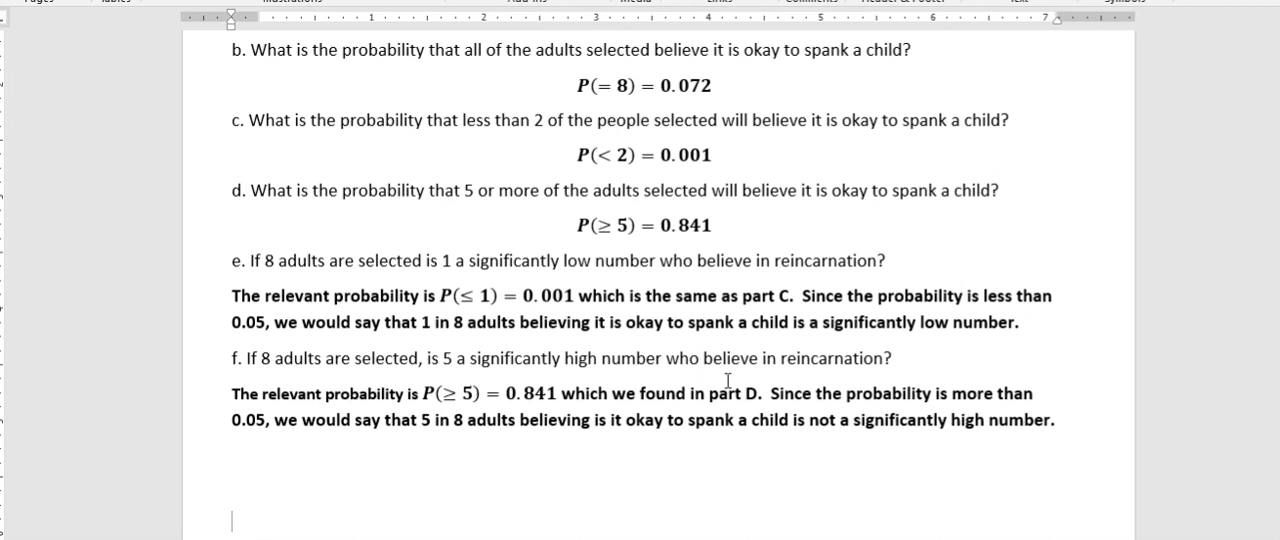 1 2 3 4 5 6 7
b. What is the probability that all of the adults selected believe it is okay to spank a child?
P(= 8) = 0.072
c. What is the probability that less than 2 of the people selected will believe it is okay to spank a child?
P(< 2) = 0.001
d. What is the probability that 5 or more of the adults selected will believe it is okay to spank a child?
P(≥ 5) = 0.841
e. If 8 adults are selected is 1 a significantly low number who believe in reincarnation?
The relevant probability is P(≤ 1) = 0.001 which is the same as part C. Since the probability is less than
0.05, we would say that 1 in 8 adults believing it is okay to spank a child is a significantly low number.
f. If 8 adults are selected, is 5 a significantly high number who believe in reincarnation?
The relevant probability is P(≥ 5) = 0.841 which we found in part D. Since the probability is more than
0.05, we would say that 5 in 8 adults believing is it okay to spank a child is not a significantly high number.